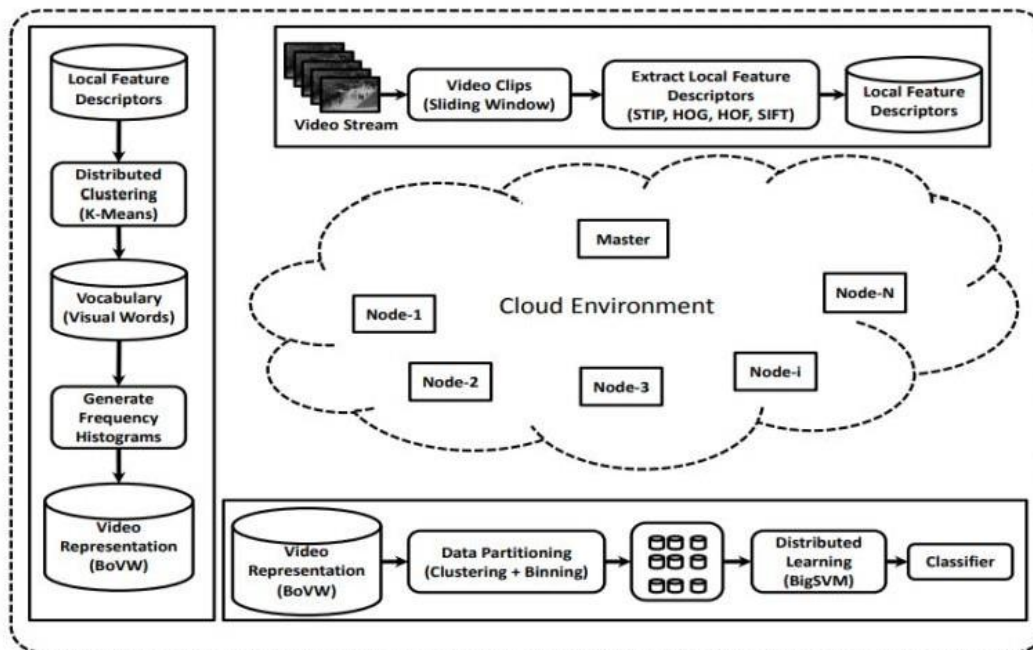 Local Feature
Descriptors
Distributed
Clustering
(K-Means)
Vocabulary
(Visual Words)
Generate
Frequency
Histograms
Video
Representation
(BoVW)
Video Stream
Video Clips
(Sliding Window)
Extract Local Feature
Descriptors
(STIP, HOG, HOF, SIFT)
Local Feature
Descriptors
Master
Cloud Environment
Node-1
Node-2
Node-3
Node-i
Node-N
Video
Representation
(BoVW)
Data Partitioning
(Clustering + Binning)
Distributed
Learning
(BigSVM)
Classifier